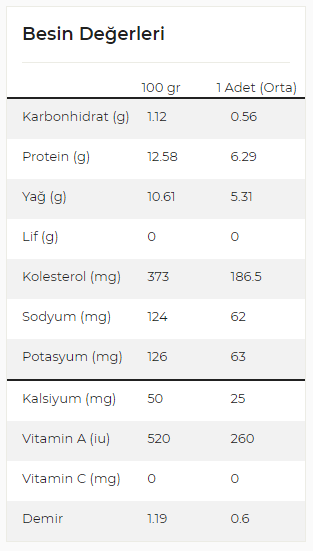 Besin Değerleri
100 gr 1 Adet (Orta)
Karbonhidrat (g) 1.12 0.56
Protein (g) 12.58 6.29
Yağ (g) 10.61 5.31
Lif (g) 0 0
Kolesterol (mg) 373 186.5
Sodyum (mg) 124 62
Potasyum (mg) 126 63
Kalsiyum (mg) 50 25
Vitamin A (iu) 520 260
Vitamin C (mg) 0 0
Demir 1.19 0.6